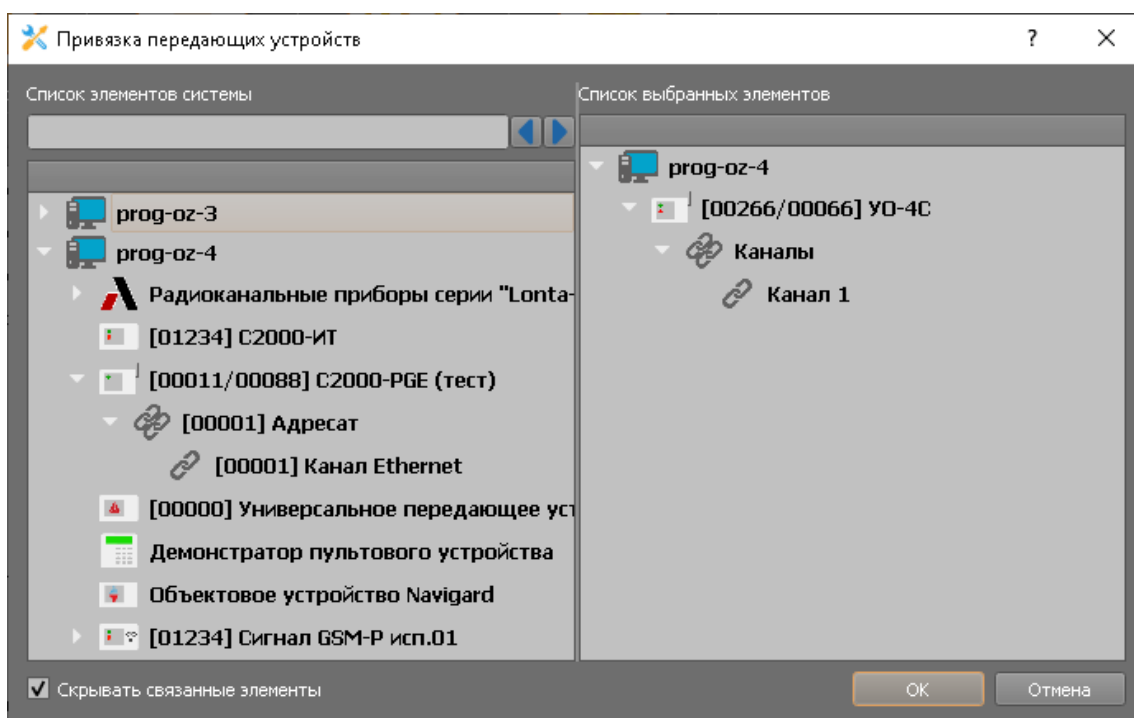 Привязка передающих устройств
?
Список элементов системы
Список выбранных элементов
prog-oz-3
prog-oz-4
Радиоканальные приборы серии "Lonta-
[01234] С2000-ИТ
[00011/00088] С2000-PGE (тест)
[00001] Адресат
[00001] Канал Ethernet
[00000] Универсальное передающее уст
Демонстратор пультового устройства
Объектовое устройство Navigard
[01234] Сигнал GSM-P исп.01
prog-oz-4
[00266/00066] УО-4С
Каналы
Канал 1
Скрывать связанные элементы
ОК
Отмена